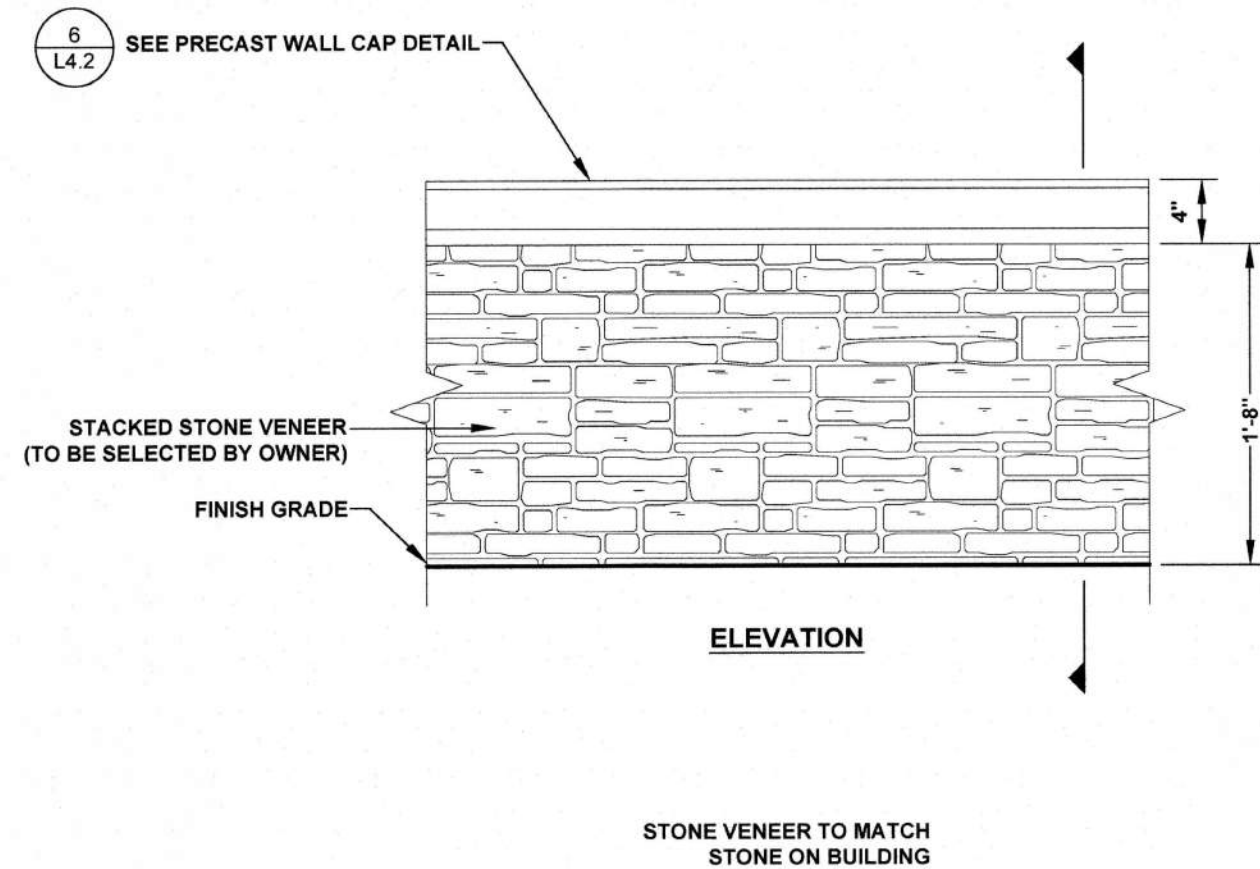 6
L4.2
SEE PRECAST WALL CAP DETAIL
4"
1'-8"
STACKED STONE VENEER
(TO BE SELECTED BY OWNER)
FINISH GRADE
ELEVATION
STONE VENEER TO MATCH
STONE ON BUILDING